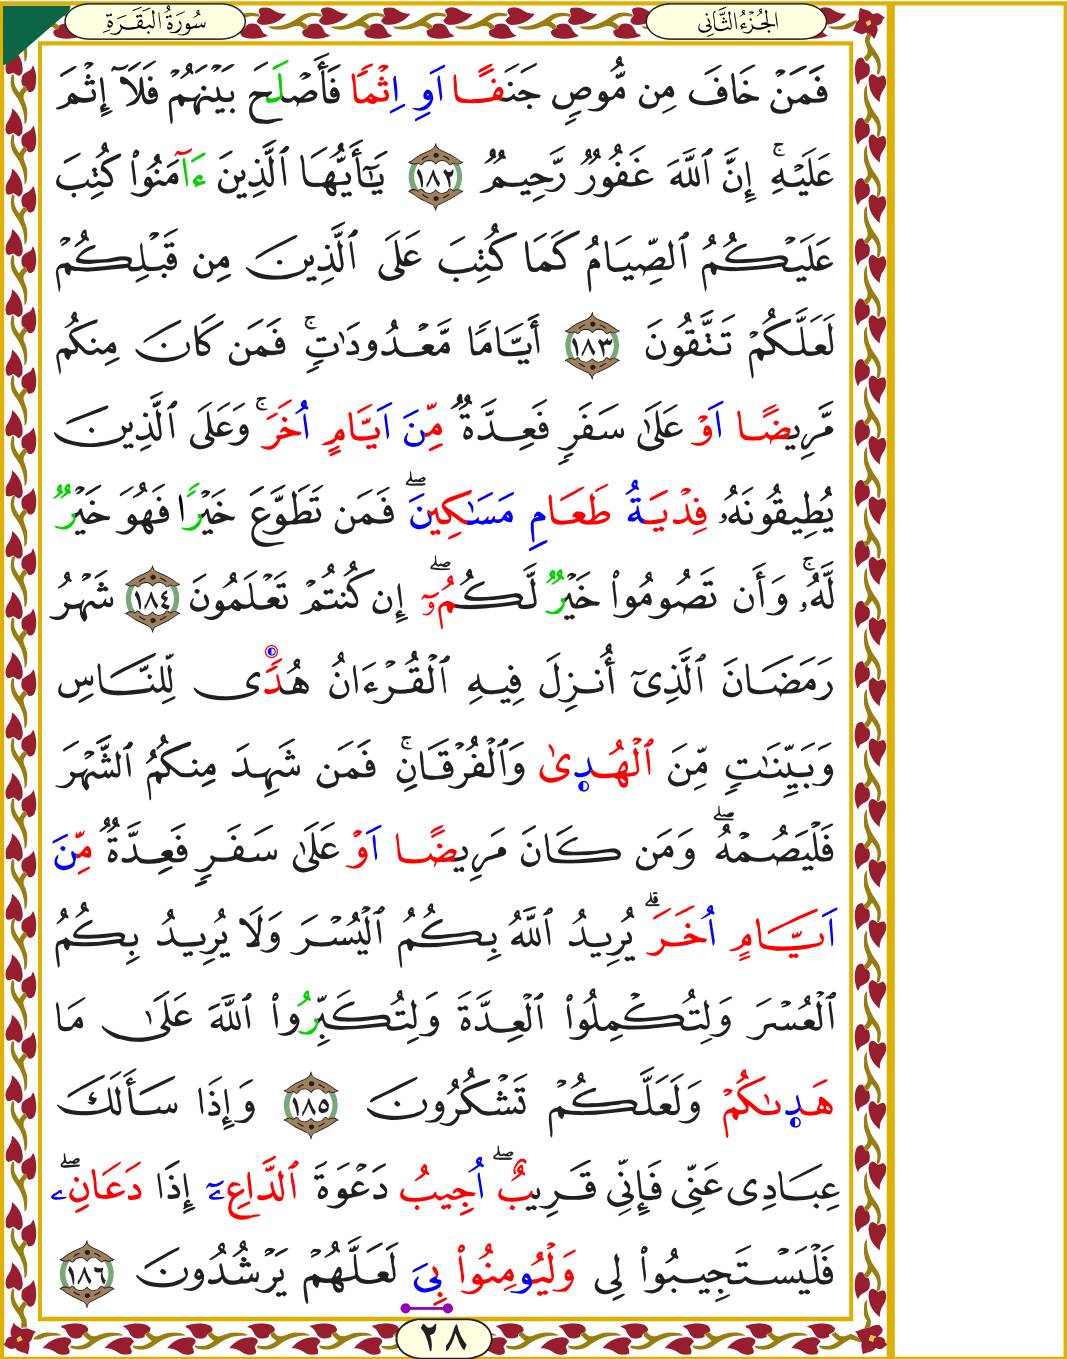 الجُزْءُ الثَّانِي
سُورَةُ البَقَرَةِ
فَمَنْ خَافَ مِن مُّوصٍ جَنَفًا اَوِ اِثْمًا فَأَصْلَحَ بَيْنَهُمْ فَلَآ إِثْمَ
عَلَيْهِۚ إِنَّ ٱللَّهَ غَفُورٌ رَّحِيمٌ ١٨٢ يَٰٓأَيُّهَا ٱلَّذِينَ ءَآمَنُوا۟ كُتِبَ
عَلَيْكُمُ ٱلصِّيَامُ كَمَا كُتِبَ عَلَى ٱلَّذِينَ مِن قَبْلِكُمْ
لَعَلَّكُمْ تَتَّقُونَ ١٨٣ أَيَّامًا مَّعْدُودَٰتٍۚ فَمَن كَانَ مِنكُم
مَّرِيضًا اَوْ عَلَىٰ سَفَرٍ فَعِدَّةٌ مِّنَ اَيَّامٍ اُخَرَۚ وَعَلَى ٱلَّذِينَ
يُطِيقُونَهُۥ فِدْيَةُ طَعَامِ مَسَٰكِينَۖ فَمَن تَطَوَّعَ خَيْرًا فَهُوَ خَيْرٌ
لَّهُۥۚ وَأَن تَصُومُوا۟ خَيْرٌ لَّكُمُۥٓۖ إِن كُنتُمْ تَعْلَمُونَ ١٨٤ شَهْرُ
رَمَضَانَ ٱلَّذِىٓ أُنزِلَ فِيهِ ٱلْقُرْءَانُ هُدًى لِّلنَّاسِ
وَبَيِّنَٰتٍ مِّنَ ٱلْهُدٜىٰ وَٱلْفُرْقَانِۚ فَمَن شَهِدَ مِنكُمُ ٱلشَّهْرَ
فَلْيَصُمْهُۖ وَمَن كَانَ مَرِيضًا اَوْ عَلَىٰ سَفَرٍ فَعِدَّةٌ مِّنَ
اَيَّامٍ اُخَرَۗ يُرِيدُ ٱللَّهُ بِكُمُ ٱلْيُسْرَ وَلَا يُرِيدُ بِكُمُ
ٱلْعُسْرَ وَلِتُكْمِلُوا۟ ٱلْعِدَّةَ وَلِتُكَبِّرُوا۟ ٱللَّهَ عَلَىٰ مَا
هَدٜىٰكُمْ وَلَعَلَّكُمْ تَشْكُرُونَ ١٨٥ وَإِذَا سَأَلَكَ
عِبَادِى عَنِّى فَإِنِّى قَرِيبٌۖ اُجِيبُ دَعْوَةَ ٱلدَّاعِۦٓ إِذَا دَعَانِۦۖ
فَلْيَسْتَجِيبُوا۟ لِى وَلْيُومِنُوا۟ بِىَ لَعَلَّهُمْ يَرْشُدُونَ ١٨٦
٢٨